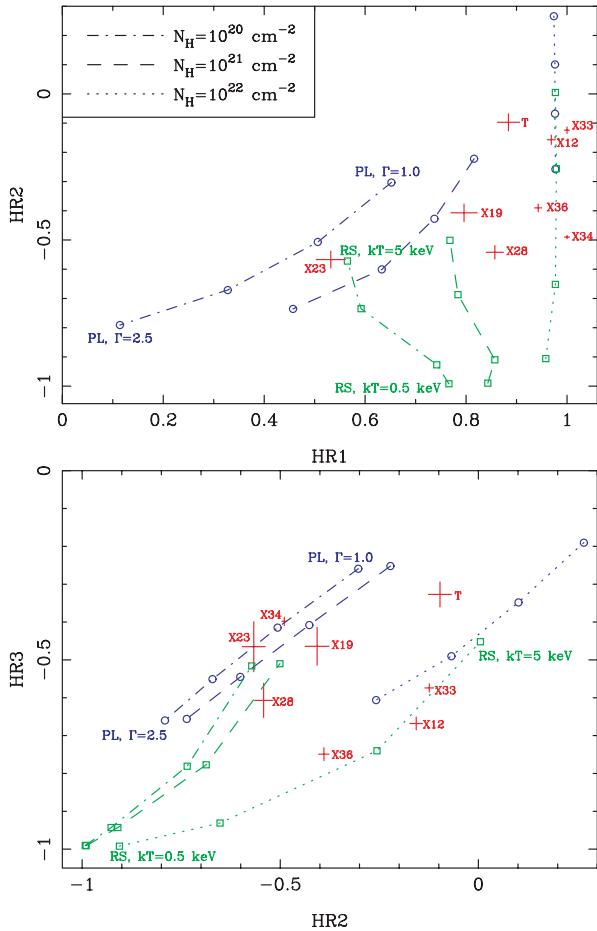 N_H=10^20 cm^−2
N_H=10^21 cm^−2
N_H=10^22 cm^−2
0
−0.5
−1
HR2
PL, Γ=1.0
PL, Γ=2.5
RS, kT=5 keV
RS, kT=0.5 keV
T
X33
X12
X36
X19
X34
X28
X23
0
0.2
0.4
0.6
0.8
1
HR1
0
−0.5
−1
HR3
PL, Γ=1.0
PL, Γ=2.5
T
X34
X23
X19
RS, kT=5 keV
X33
X28
X12
X36
RS, kT=0.5 keV
−1
−0.5
0
HR2